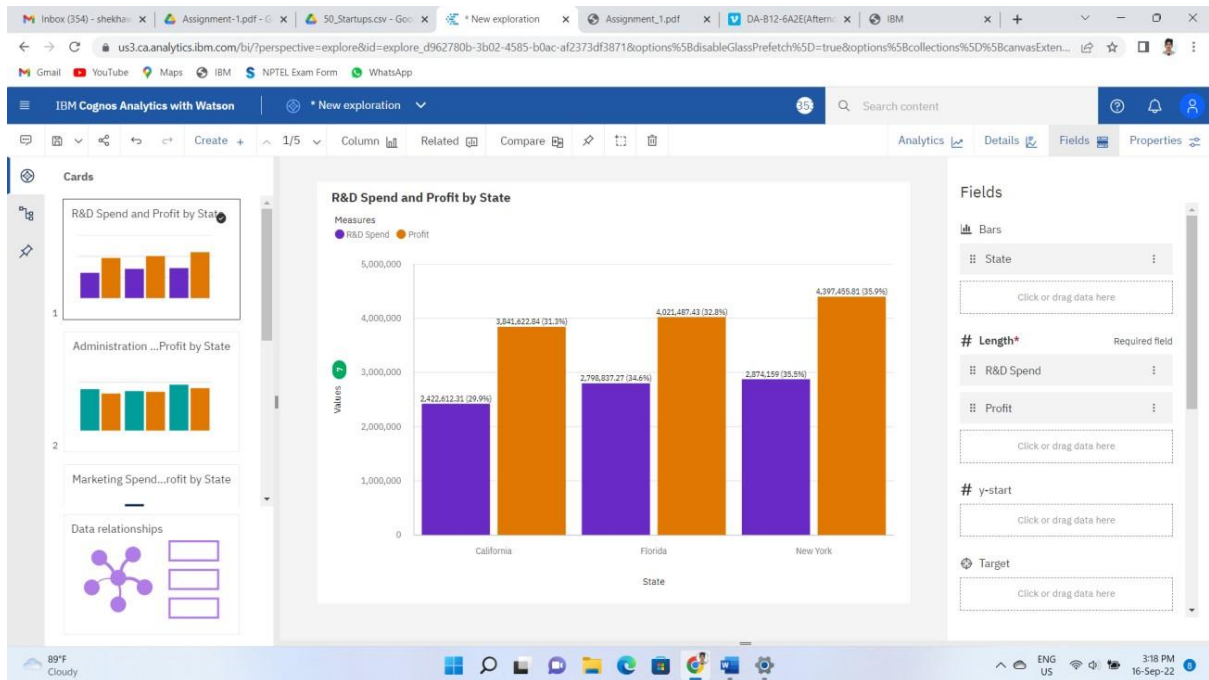 Inbox (354) - shekhav
Assignment-1.pdf - G
50_Startups.csv - Goo
* New exploration
Assignment_1.pdf
DA-B12-6A2E(Aftern
IBM
us3.ca.analytics.ibm.com/bi/?perspective=explore&id=explore_d962780b-3b02-4585-b0ac-af2373df3871&options%5BdisableGlassPrefetch%5D=true&options%5Bcollections%5D%5BcanvasExten...
Gmail YouTube Maps IBM NPTEL Exam Form WhatsApp
IBM Cognos Analytics with Watson
* New exploration
353
Search content
Create + 1/5 Column Related Compare
Analytics Details Fields Properties
Cards
R&D Spend and Profit by State
1
Administration ...Profit by State
2
Marketing Spend...rofit by State
Data relationships
R&D Spend and Profit by State
Measures
R&D Spend Profit
5,000,000
4,000,000
3,000,000
2,000,000
1,000,000
0
Values
7
2,422,612.31 (29.9%)
3,841,622.84 (31.3%)
2,798,837.27 (34.6%)
4,021,487.43 (32.8%)
2,874,159 (35.5%)
4,397,455.81 (35.9%)
California Florida New York
State
Fields
Bars
State
Click or drag data here
# Length* Required field
R&D Spend
Profit
Click or drag data here
# y-start
Click or drag data here
Target
Click or drag data here
89°F
Cloudy
ENG
US
3:18 PM
16-Sep-22
8